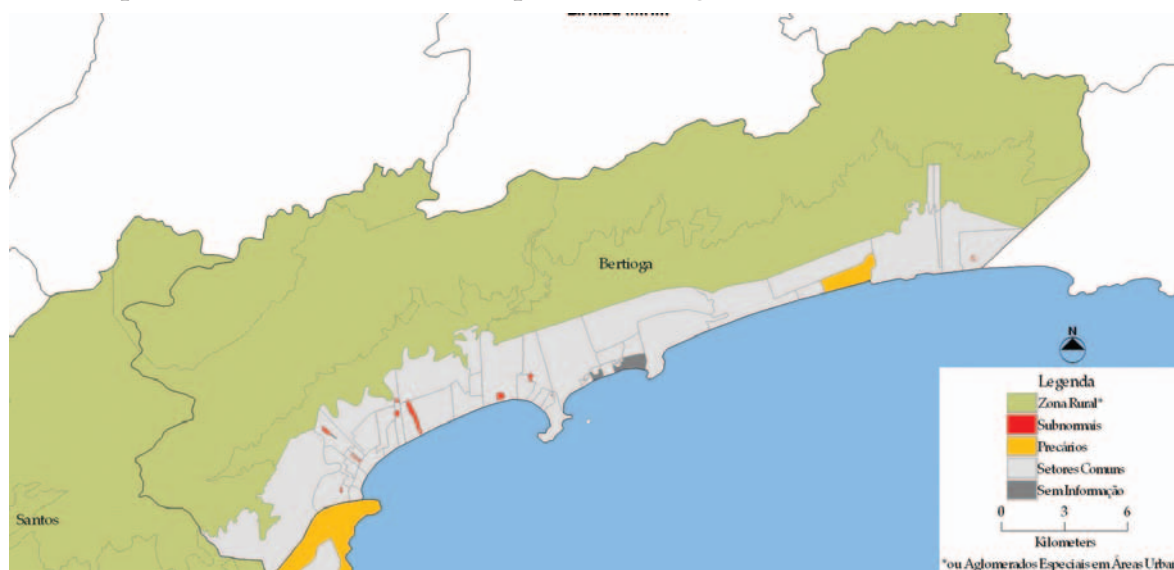 Bertioga
Santos
N
Legenda
Zona Rural*
Subnormais
Precários
Setores Comuns
Sem Informação
0 3 6
Kilometers
*ou Aglomerados Especiais em Áreas Urba